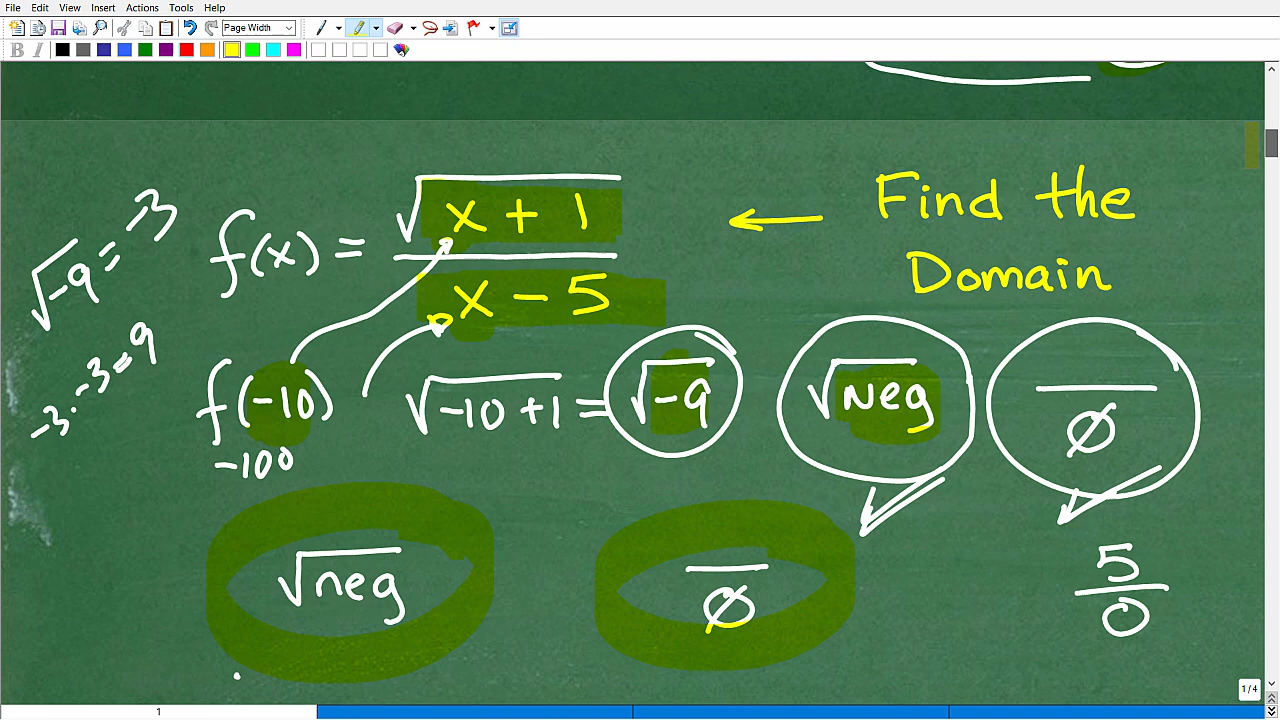 File Edit View Insert Actions Tools Help
Page Width
B I
√-9 = -3
-3 · -3 = 9
f(x) = √x + 1
x - 5
Find the
Domain
f(-10) √-10 + 1 = √-9
-100
√Neg
0
√neg
0
5
0
1/4
1